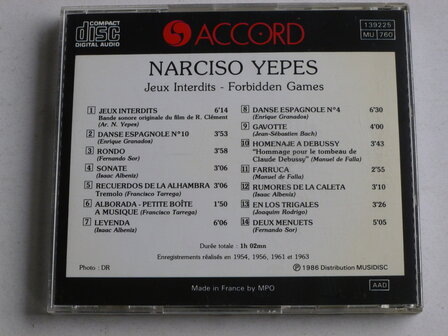 COMPACT
disc
DIGITAL AUDIO
ACCORD
139225
MU 760
NARCISO YEPES
Jeux Interdits - Forbidden Games
1 JEUX INTERDITS 6'14
Bande sonore originale du film de R. Clément
(Ar. N. Yepes)
2 DANSE ESPAGNOLE N°10 3'53
(Enrique Granados)
3 RONDO 3'58
(Fernando Sor)
4 SONATE 3'06
(Isaac Albeniz)
5 RECUERDOS DE LA ALHAMBRA 3'06
Tremolo (Francisco Tarrega)
6 ALBORADA - PETITE BOÎTE 1'50
A MUSIQUE (Francisco Tarrega)
7 LEYENDA 6'06
(Isaac Albeniz)
8 DANSE ESPAGNOLE N°4 6'30
(Enrique Granados)
9 GAVOTTE 4'00
(Jean-Sébastien Bach)
10 HOMENAJE A DEBUSSY 3'43
"Hommage pour le tombeau de
Claude Debussy" (Manuel de Falla)
11 FARRUCA 2'55
(Manuel de Falla)
12 RUMORES DE LA CALETA 3'10
(Isaac Albeniz)
13 EN LOS TRIGALES 3'26
(Joaquim Rodrigo)
14 DEUX MENUETS 5'05
(Fernando Sor)
Durée totale : 1h 02mn
Enregistrements réalisés en 1954, 1956, 1961 et 1963
Photo : DR
℗ 1986 Distribution MUSIDISC
Made in France by MPO
AAD